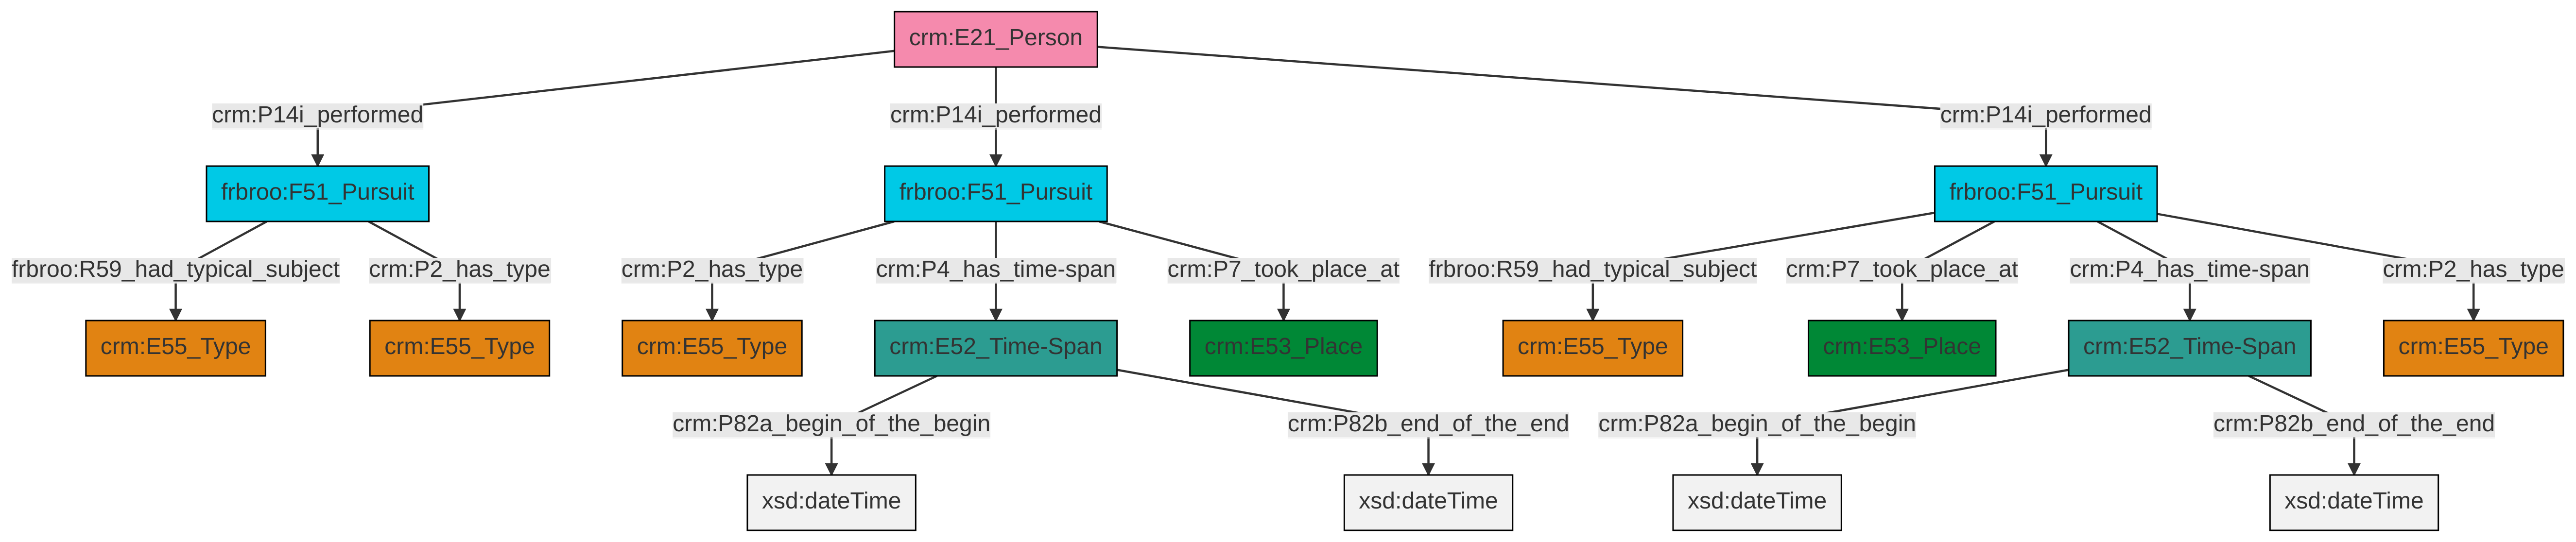 crm:E21_Person
crm:P14i_performed
crm:P14i_performed
crm:P14i_performed
frbroo:F51_Pursuit
frbroo:F51_Pursuit
frbroo:F51_Pursuit
frbroo:R59_had_typical_subject
crm:P2_has_type
crm:P2_has_type
crm:P4_has_time-span
crm:P7_took_place_at
frbroo:R59_had_typical_subject
crm:P7_took_place_at
crm:P4_has_time-span
crm:P2_has_type
crm:E55_Type
crm:E55_Type
crm:E55_Type
crm:E52_Time-Span
crm:E53_Place
crm:E55_Type
crm:E53_Place
crm:E52_Time-Span
crm:E55_Type
crm:P82a_begin_of_the_begin
crm:P82b_end_of_the_end
crm:P82a_begin_of_the_begin
crm:P82b_end_of_the_end
xsd:dateTime
xsd:dateTime
xsd:dateTime
xsd:dateTime